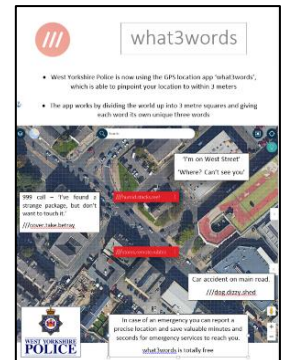 ///
what3words
• West Yorkshire Police is now using the GPS location app 'what3words',
which is able to pinpoint your location to within 3 meters
• The app works by dividing the world up into 3 metre squares and giving
each word its own unique three words
Search
'I'm on West Street'
'Where? Can't see you'
999 call – 'I've found a
strange package, but don't
want to touch it.'
///cover.take.betray
Car accident on main road.
///dog.dizzy.shed
In case of an emergency you can report a
precise location and save valuable minutes and
seconds for emergency services to reach you,
what3words is totally free
WEST YORKSHIRE
POLICE